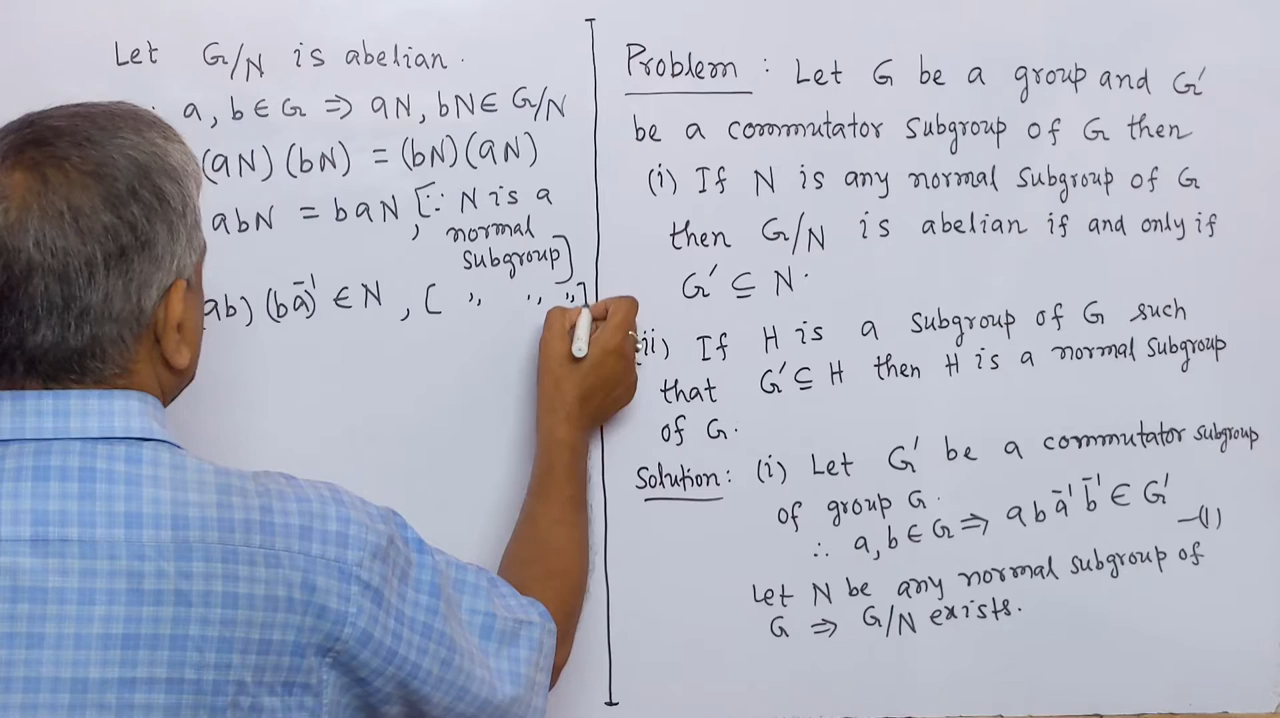 Let G/N is abelian.
a, b ∈ G ⇒ aN, bN ∈ G/N
(aN)(bN) = (bN)(aN)
abN = baN, [∵ N is a
normal
subgroup]
(ab)(ba)⁻¹ ∈ N, [ ,, ,, ,, ]
Problem : Let G be a group and G'
be a commutator subgroup of G then
(i) If N is any normal subgroup of G
then G/N is abelian if and only if
G' ⊆ N.
(ii) If H is a subgroup of G such
that G' ⊆ H then H is a normal subgroup
of G.
Solution: (i) Let G' be a commutator subgroup
of group G.
∴ a, b ∈ G ⇒ a b a⁻¹ b⁻¹ ∈ G'
—(1)
Let N be any normal subgroup of
G ⇒ G/N exists.